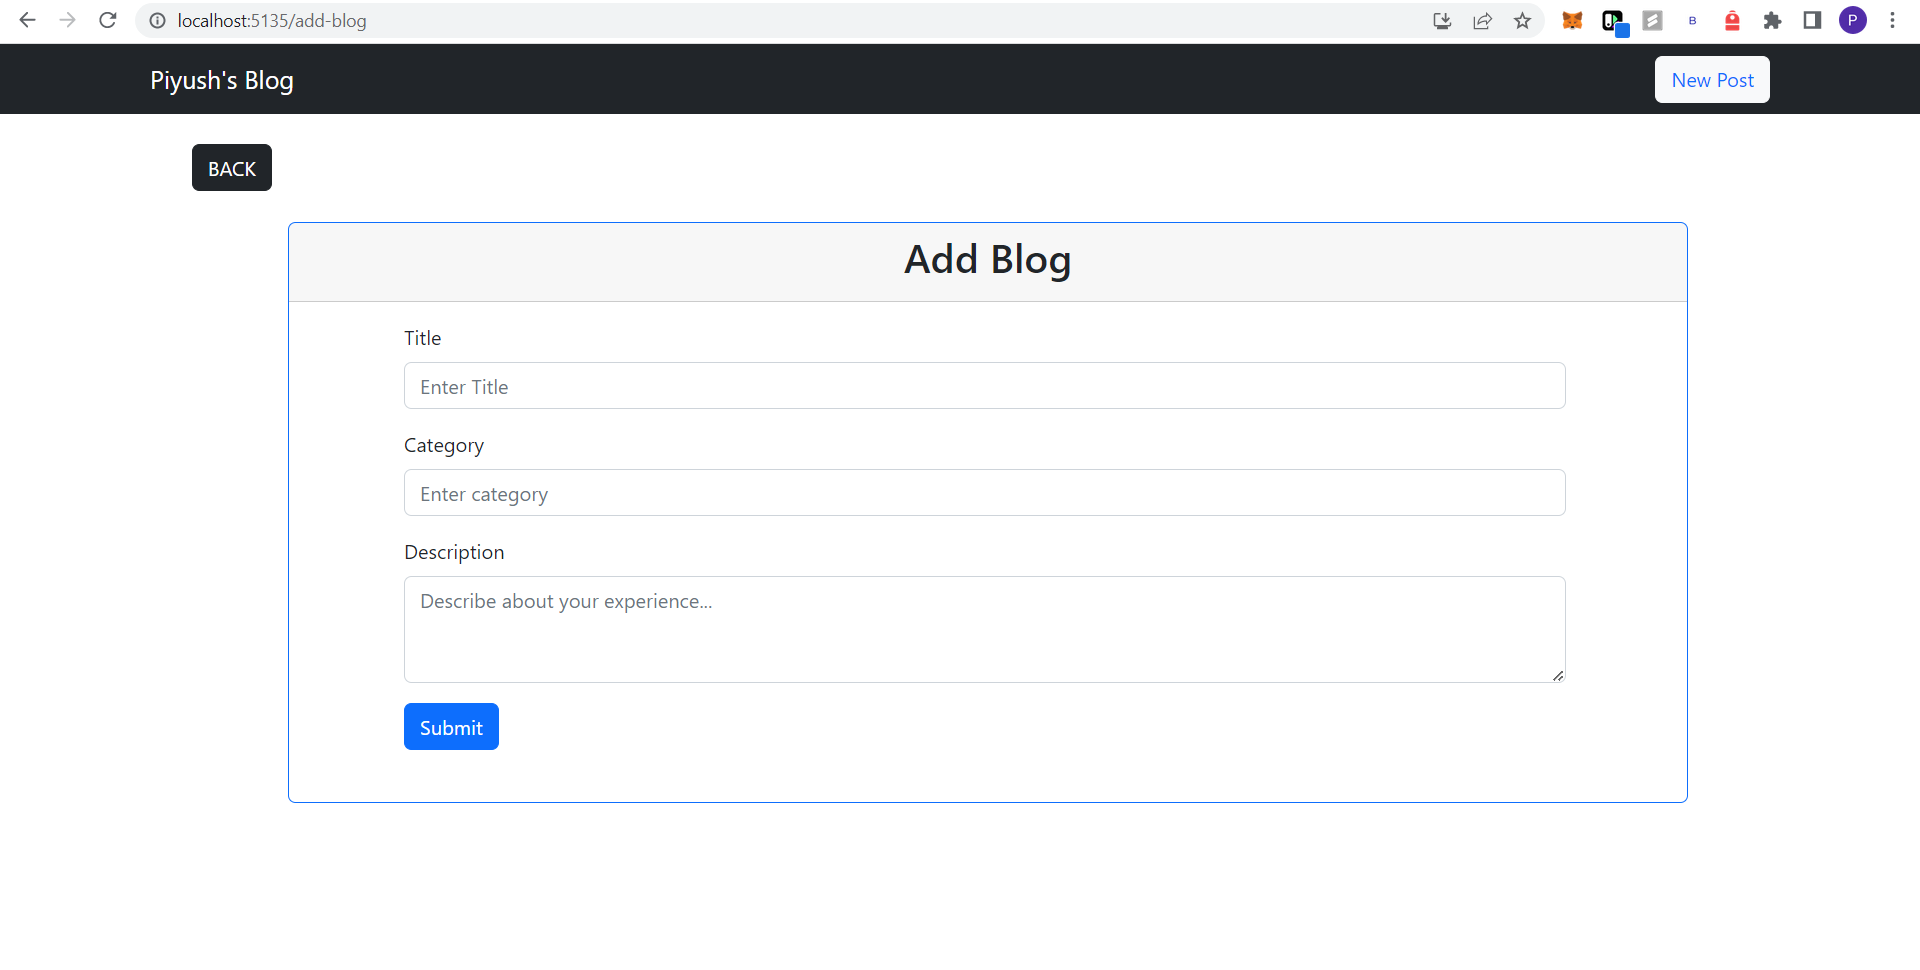 localhost:5135/add-blog
B
P
Piyush's Blog
New Post
BACK
Add Blog
Title
Enter Title
Category
Enter category
Description
Describe about your experience...
Submit